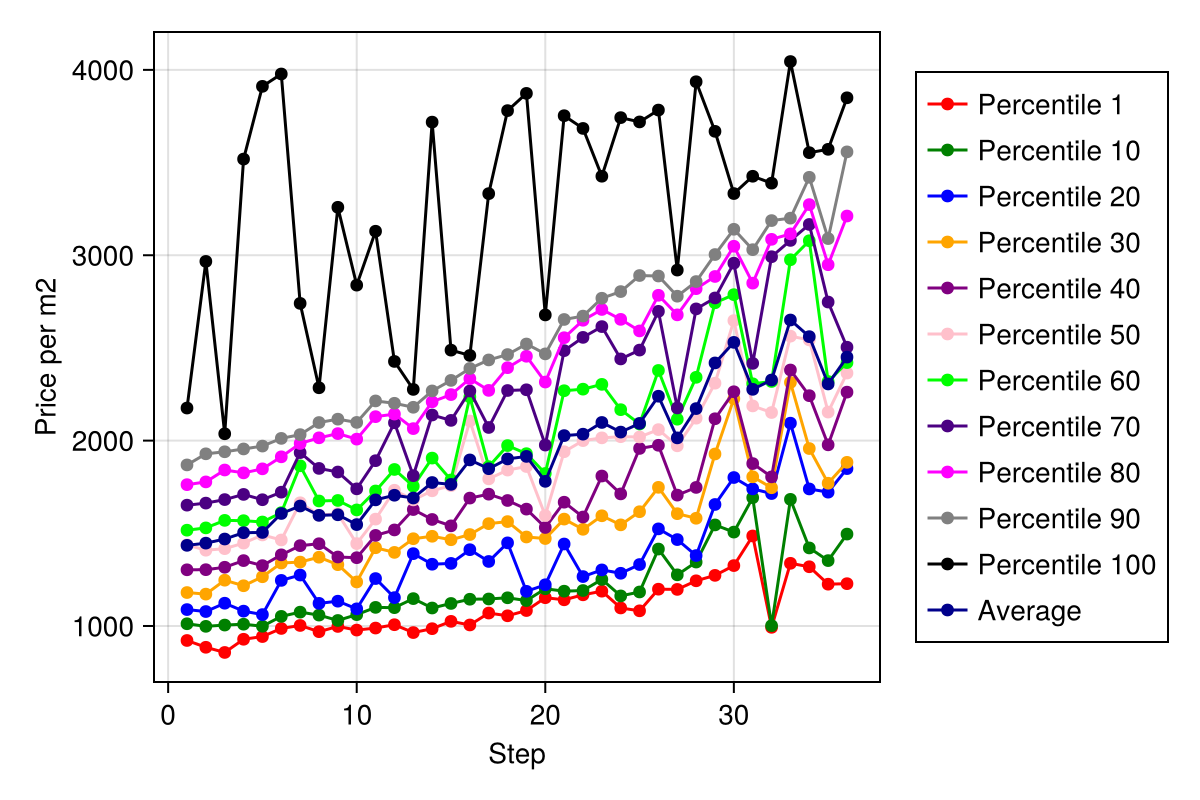 4000
3000
2000
1000
Price per m2
0 10 20 30
Step
Percentile 1
Percentile 10
Percentile 20
Percentile 30
Percentile 40
Percentile 50
Percentile 60
Percentile 70
Percentile 80
Percentile 90
Percentile 100
Average